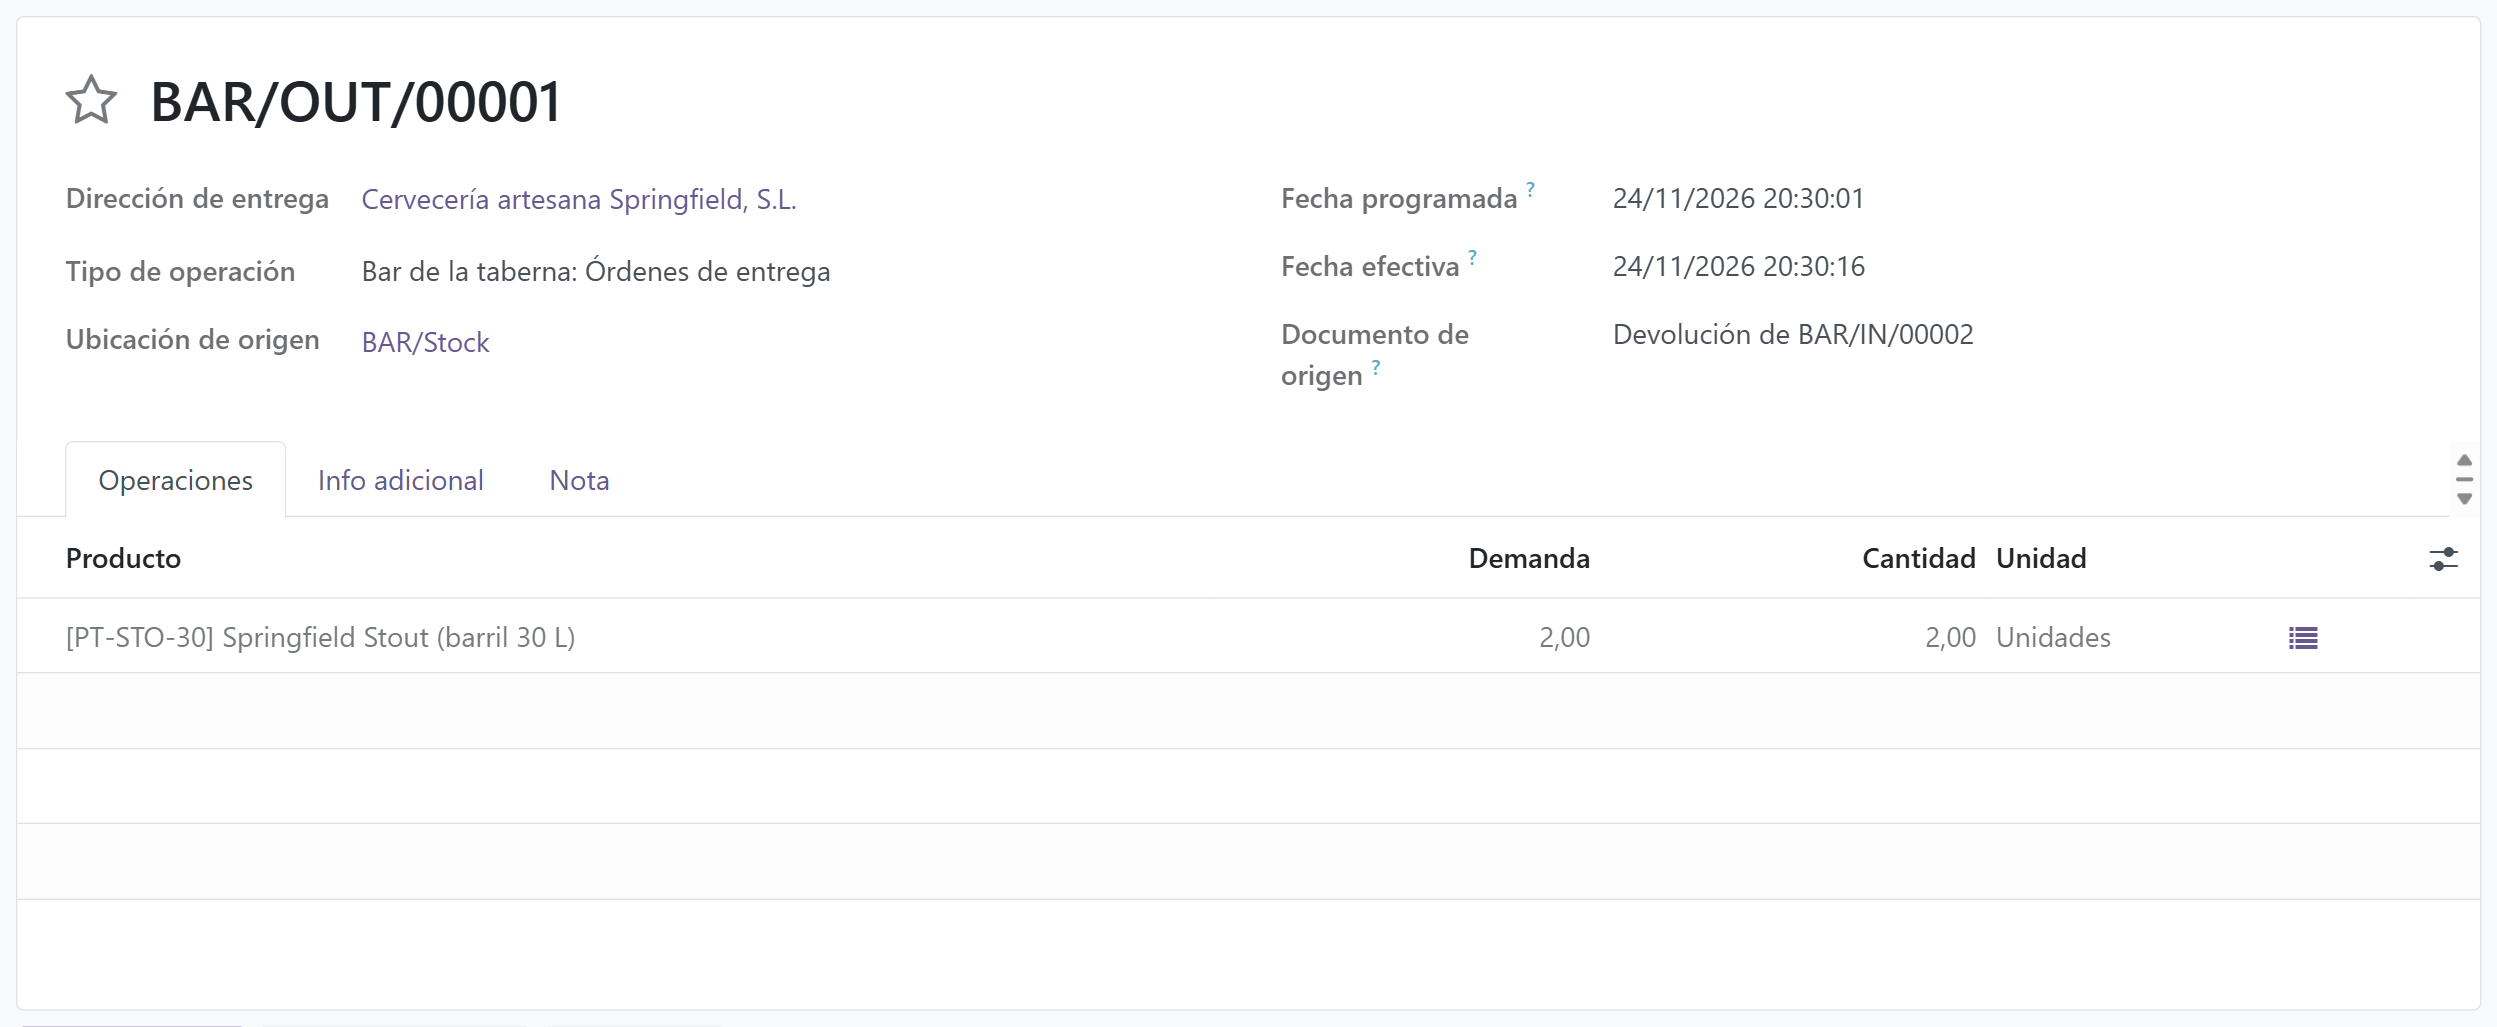 BAR/OUT/00001
Dirección de entrega Cervecería artesana Springfield, S.L.
Tipo de operación Bar de la taberna: Órdenes de entrega
Ubicación de origen BAR/Stock
Fecha programada ? 24/11/2026 20:30:01
Fecha efectiva ? 24/11/2026 20:30:16
Documento de origen ? Devolución de BAR/IN/00002
Operaciones Info adicional Nota
Producto Demanda Cantidad Unidad
[PT-STO-30] Springfield Stout (barril 30 L) 2,00 2,00 Unidades